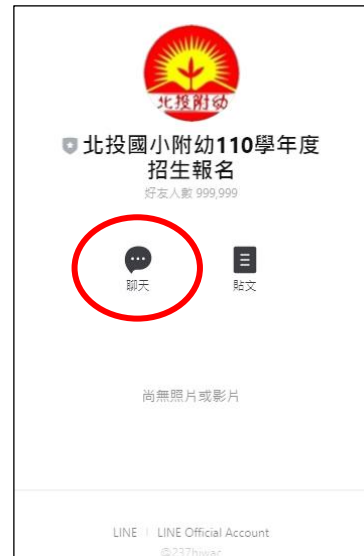 北投附幼
北投國小附幼110學年度
招生報名
好友人數 999,999
聊天
貼文
尚無照片或影片
LINE | LINE Official Account
@237hiwac